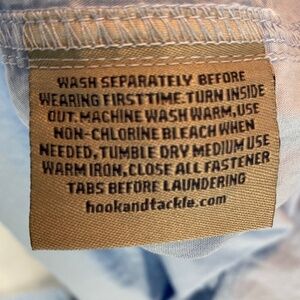 WASH SEPARATELY BEFORE
WEARING FIRST TIME. TURN INSIDE
OUT. MACHINE WASH WARM, USE
NON-CHLORINE BLEACH WHEN
NEEDED, TUMBLE DRY MEDIUM USE
WARM IRON, CLOSE ALL FASTENER
TABS BEFORE LAUNDERING
hookandtackle.com